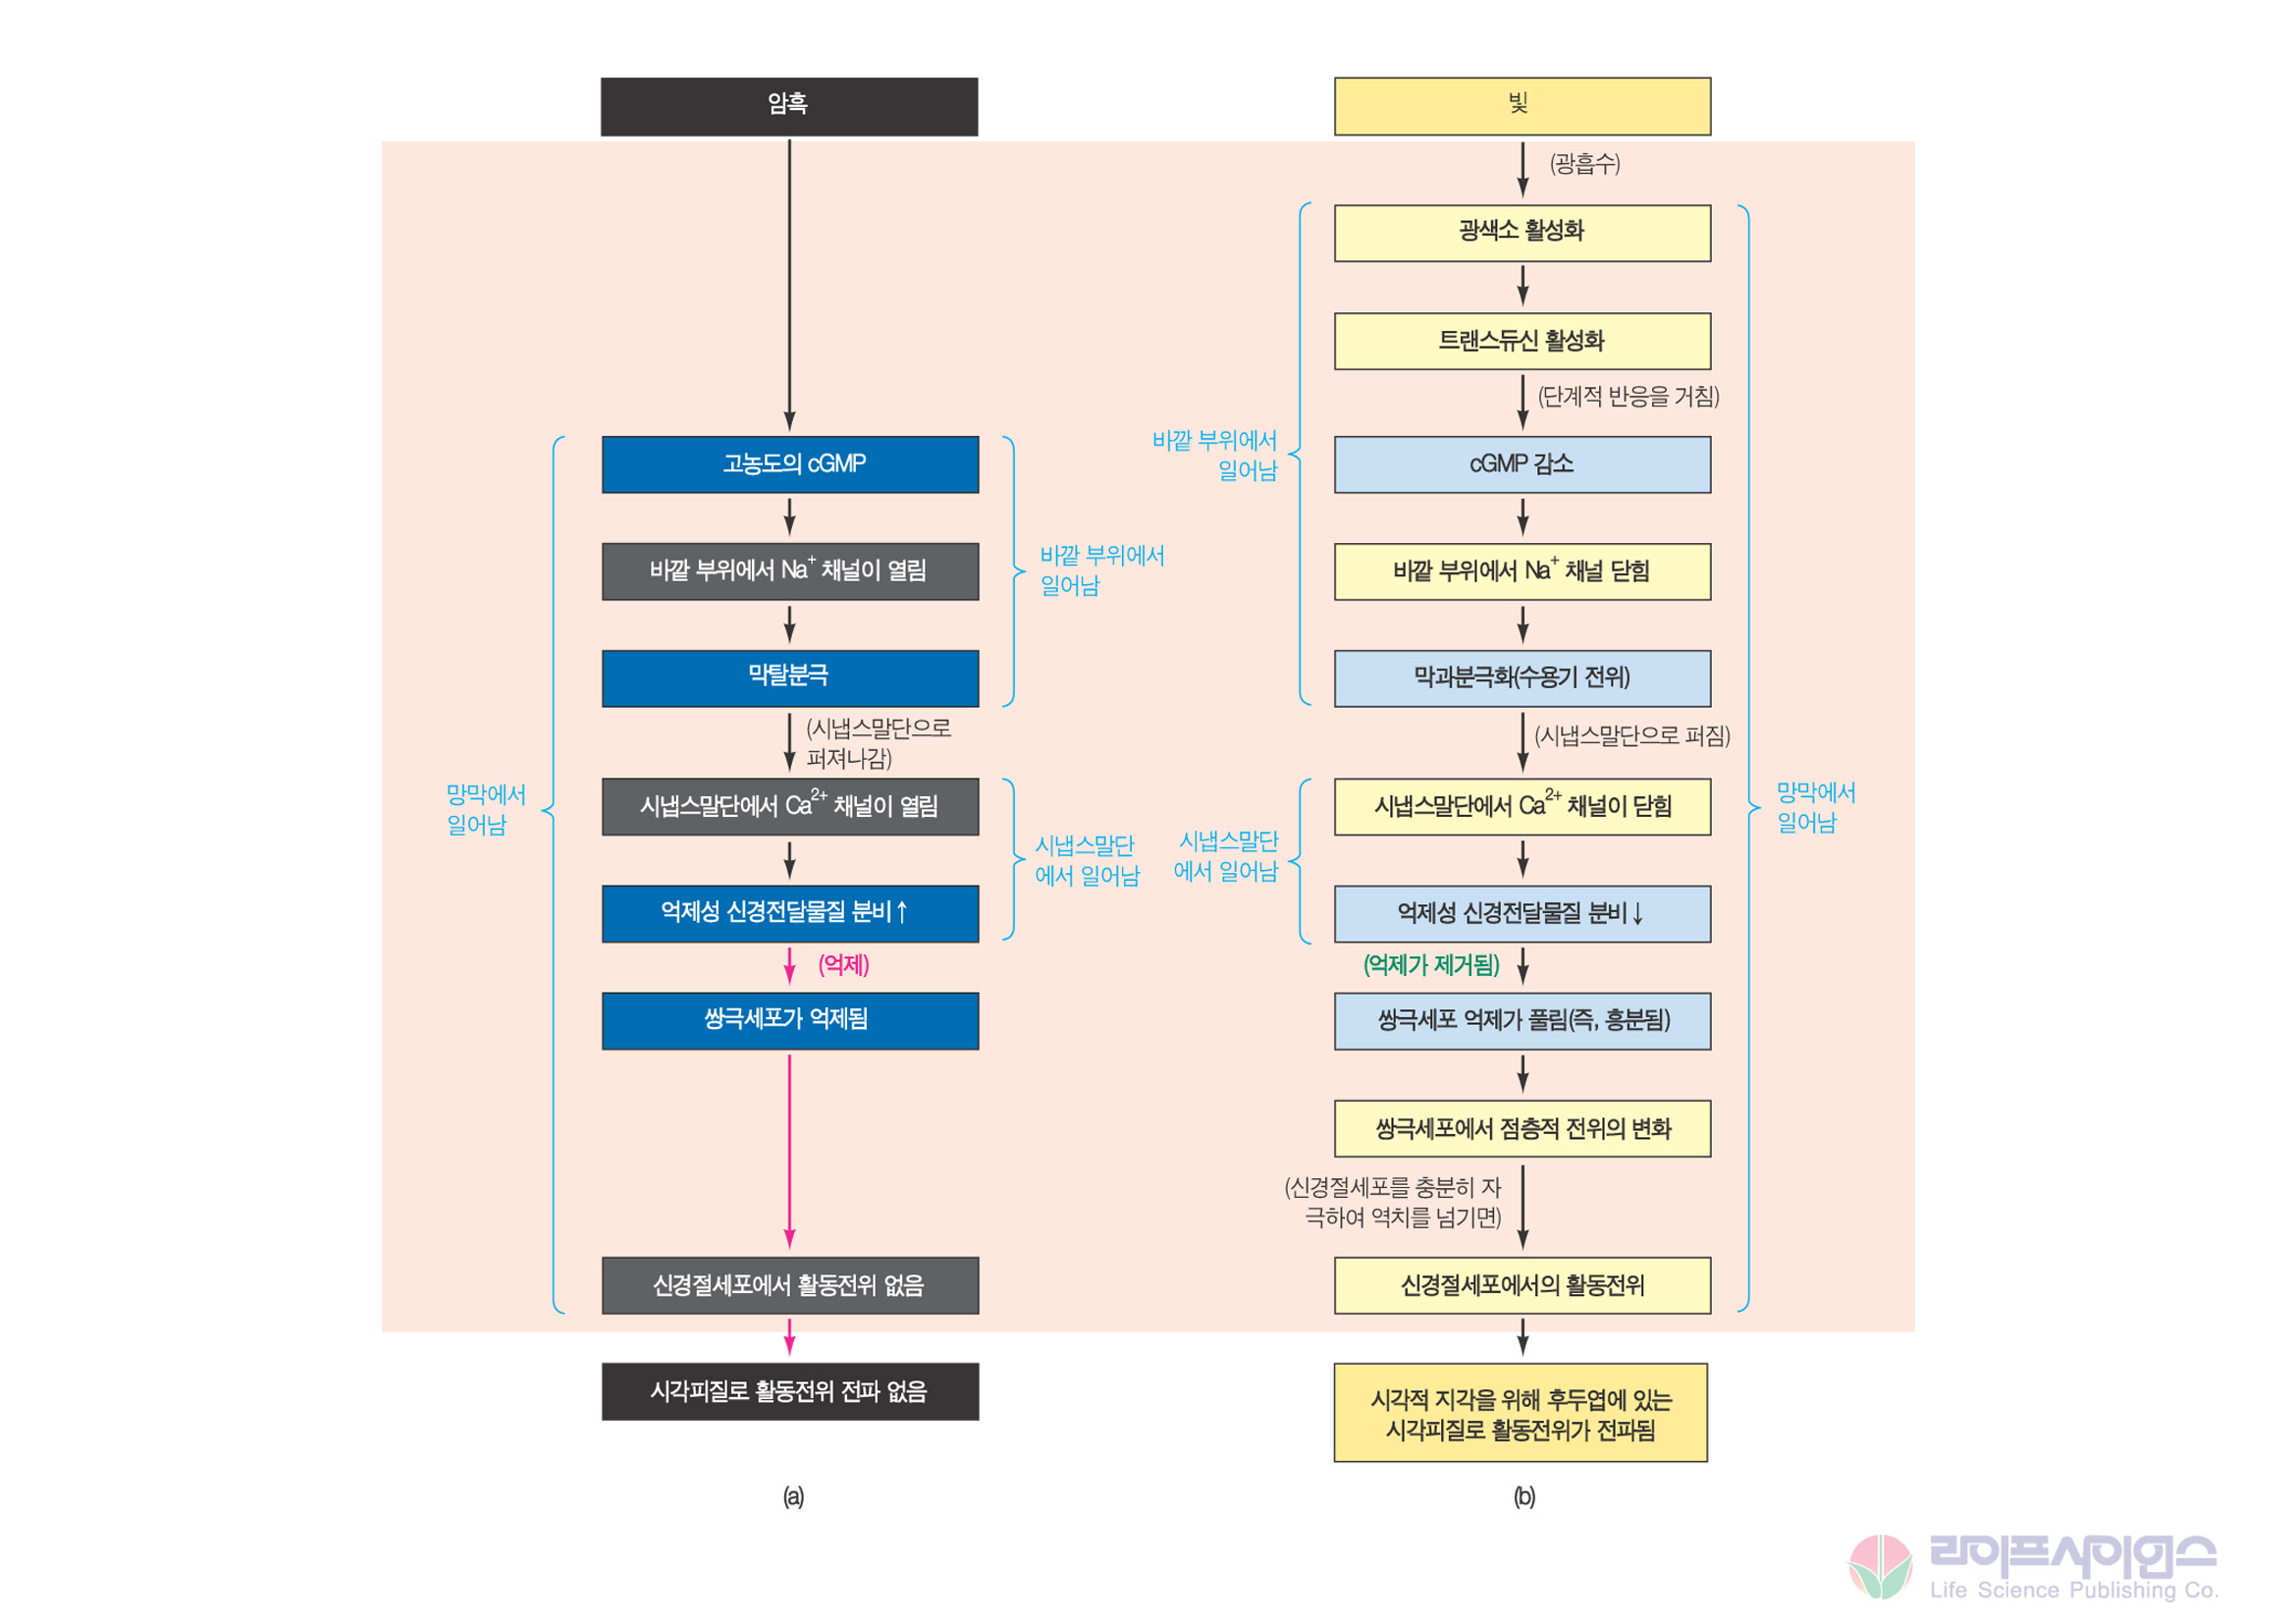 암흑
고농도의 cGMP
바깥 부위에서 Na⁺ 채널이 열림
막탈분극
바깥 부위에서
일어남
(시냅스말단으로
퍼져나감)
시냅스말단에서 Ca²⁺ 채널이 열림
억제성 신경전달물질 분비↑
시냅스말단
에서 일어남
(억제)
쌍극세포가 억제됨
신경절세포에서 활동전위 없음
망막에서
일어남
시각피질로 활동전위 전파 없음
(a)
빛
(광흡수)
광색소 활성화
트랜스듀신 활성화
(단계적 반응을 거침)
cGMP 감소
바깥 부위에서 Na⁺ 채널 닫힘
막과분극화(수용기 전위)
바깥 부위에서
일어남
(시냅스말단으로 퍼짐)
시냅스말단에서 Ca²⁺ 채널이 닫힘
억제성 신경전달물질 분비↓
시냅스말단
에서 일어남
(억제가 제거됨)
쌍극세포 억제가 풀림(즉, 흥분됨)
쌍극세포에서 점층적 전위의 변화
(신경절세포를 충분히 자
극하여 역치를 넘기면)
신경절세포에서의 활동전위
망막에서
일어남
시각적 지각을 위해 후두엽에 있는
시각피질로 활동전위가 전파됨
(b)
라이프사이언스
Life Science Publishing Co.